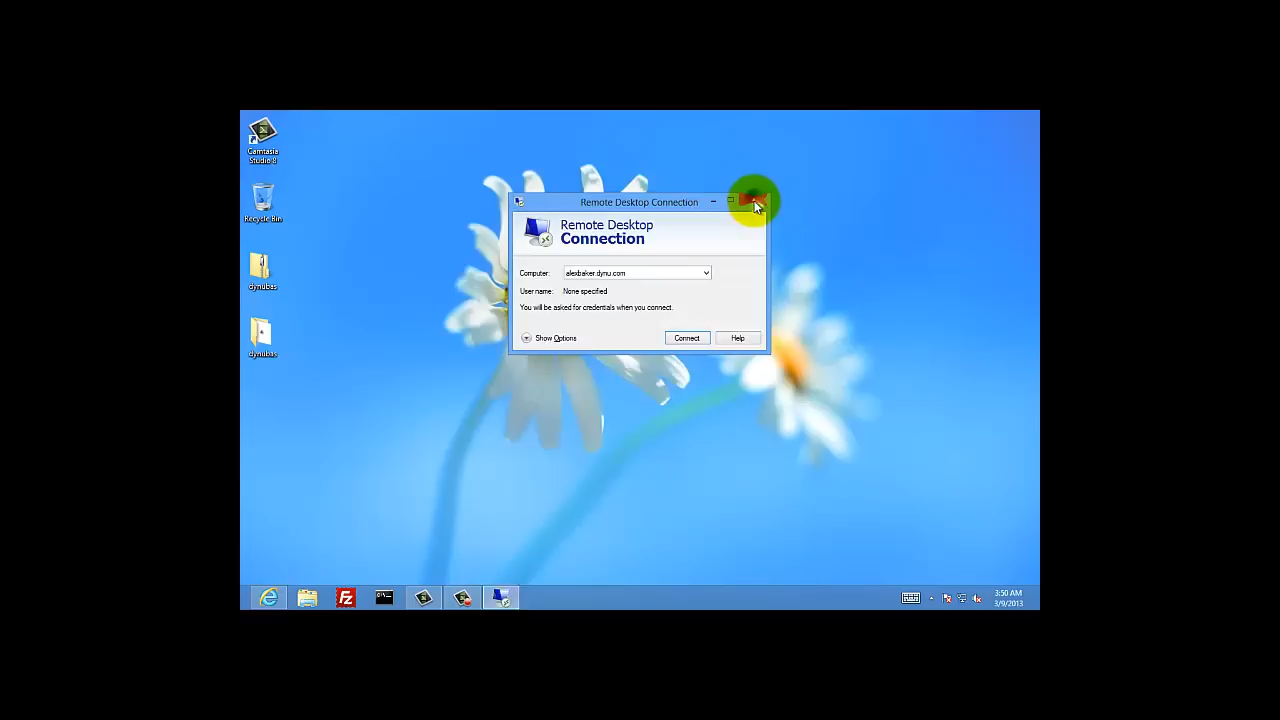 Camtasia
Studio 8
Recycle Bin
dynubas
dynubas
Remote Desktop Connection
Remote Desktop
Connection
Computer: alexbaker.dynu.com
User name: None specified
You will be asked for credentials when you connect.
Show Options
Connect
Help
Fz
C:\.
3:50 AM
3/9/2013